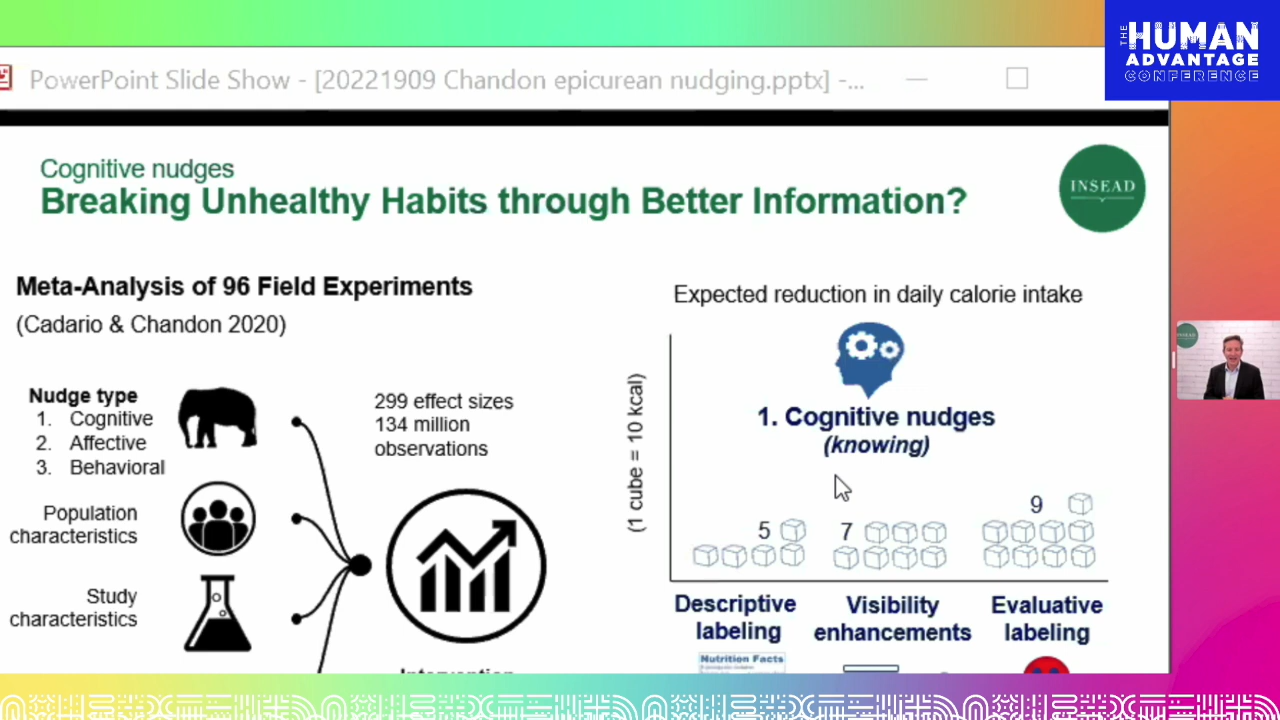 THE HUMAN
ADVANTAGE
CONFERENCE
PowerPoint Slide Show - [20221909 Chandon epicurean nudging.pptx] -...
Cognitive nudges
Breaking Unhealthy Habits through Better Information?
INSEAD
Meta-Analysis of 96 Field Experiments
(Cadario & Chandon 2020)
Nudge type
1. Cognitive
2. Affective
3. Behavioral
Population
characteristics
Study
characteristics
299 effect sizes
134 million
observations
Intervention
Expected reduction in daily calorie intake
(1 cube = 10 kcal)
1. Cognitive nudges
(knowing)
5
7
9
Descriptive
labeling
Visibility
enhancements
Evaluative
labeling
Nutrition Facts
INSEAD